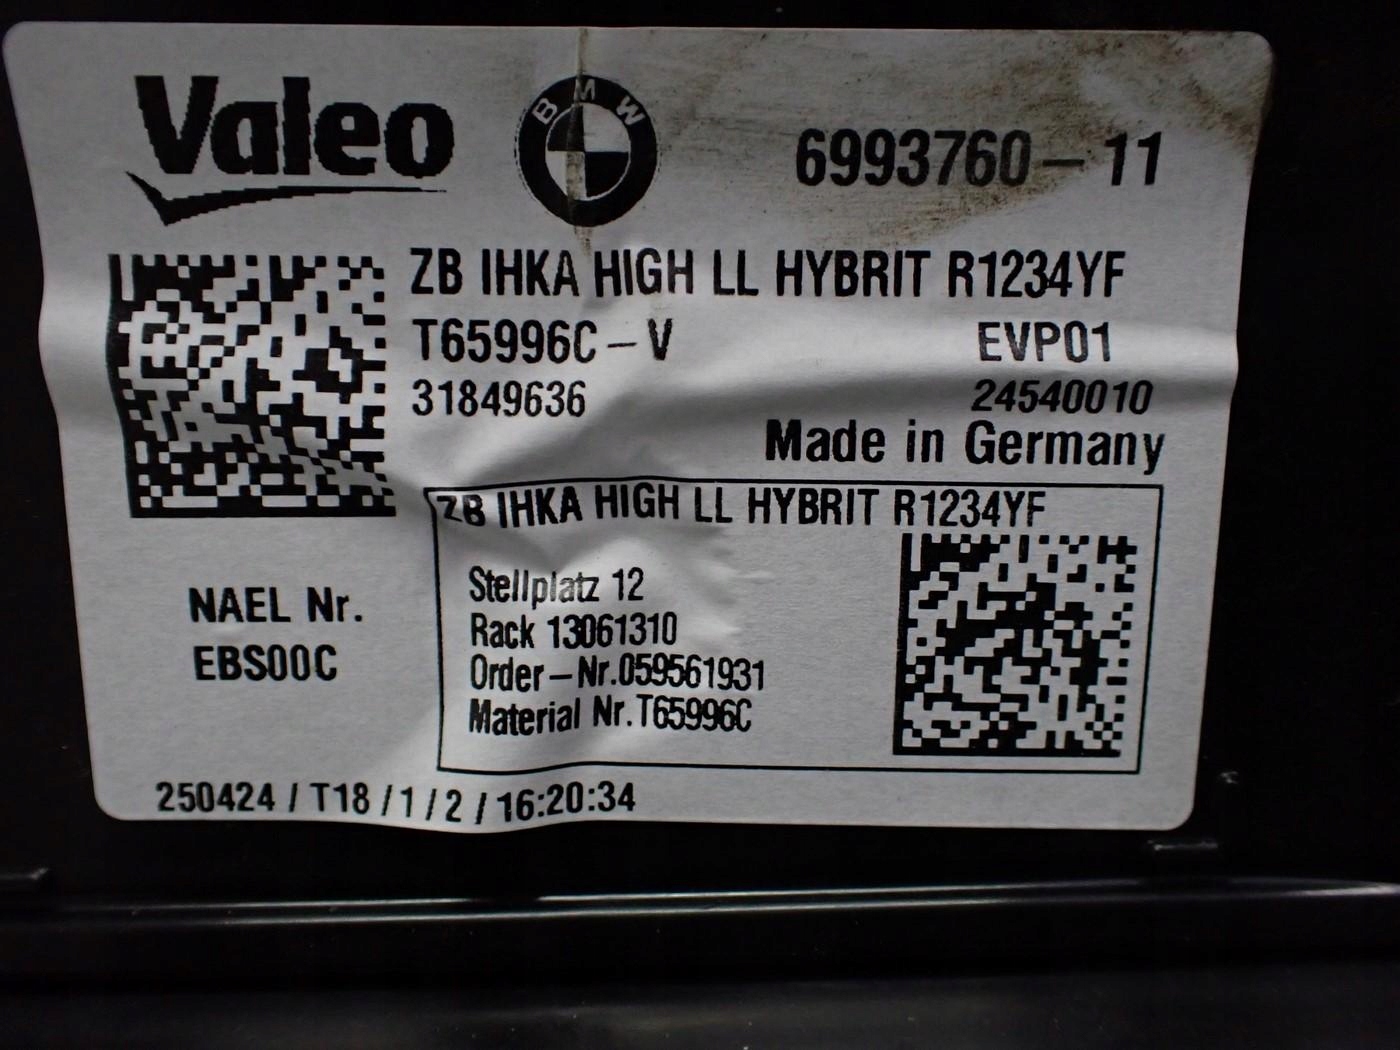 Valeo
BMW
6993760-11
ZB IHKA HIGH LL HYBRIT R1234YF
T65996C-V
EVP01
31849636
24540010
Made in Germany
ZB IHKA HIGH LL HYBRIT R1234YF
Stellplatz 12
Rack 13061310
Order-Nr.059561931
Material Nr.T65996C
NAEL Nr.
EBS00C
250424/T18/1/2/16:20:34